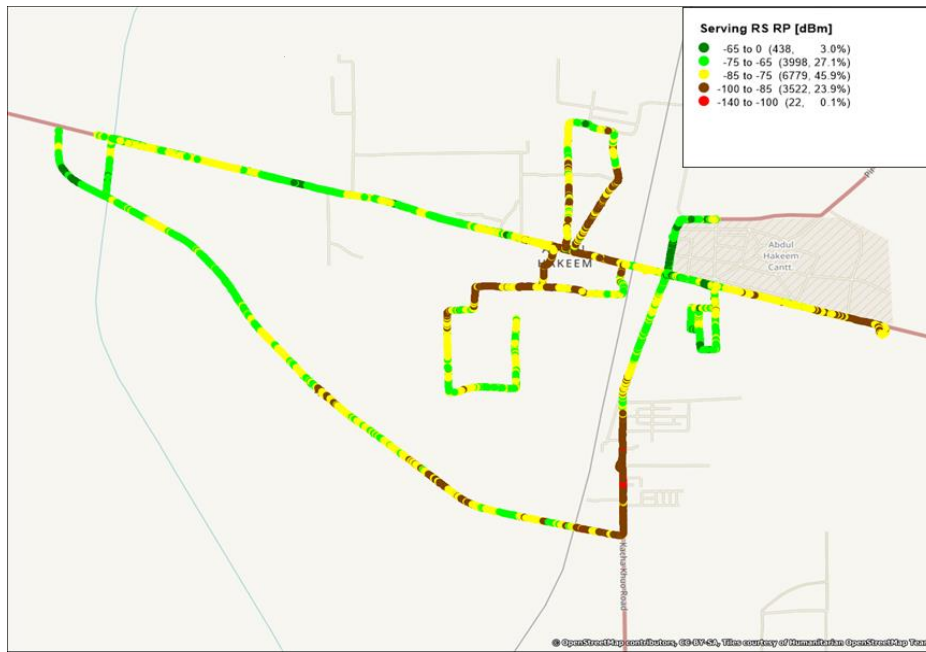 Serving RS RP [dBm]
-65 to 0 (438, 3.0%)
-75 to -65 (3998, 27.1%)
-85 to -75 (6779, 45.9%)
-100 to -85 (3522, 23.9%)
-140 to -100 (22, 0.1%)
Abdul
Hakeem
Cantt.
HAKEEM
Kacha Khuo Road
© OpenStreetMap contributors, CC-BY-SA, Tiles courtesy of Humanitarian OpenStreetMap Tea